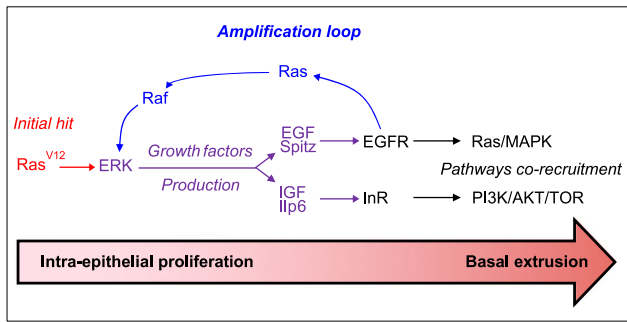 Amplification loop
Ras
Raf
Initial hit
Ras^V12
ERK
Growth factors
Production
EGF
Spitz
EGFR
Ras/MAPK
Pathways co-recruitment
IGF
Ilp6
InR
PI3K/AKT/TOR
Intra-epithelial proliferation
Basal extrusion